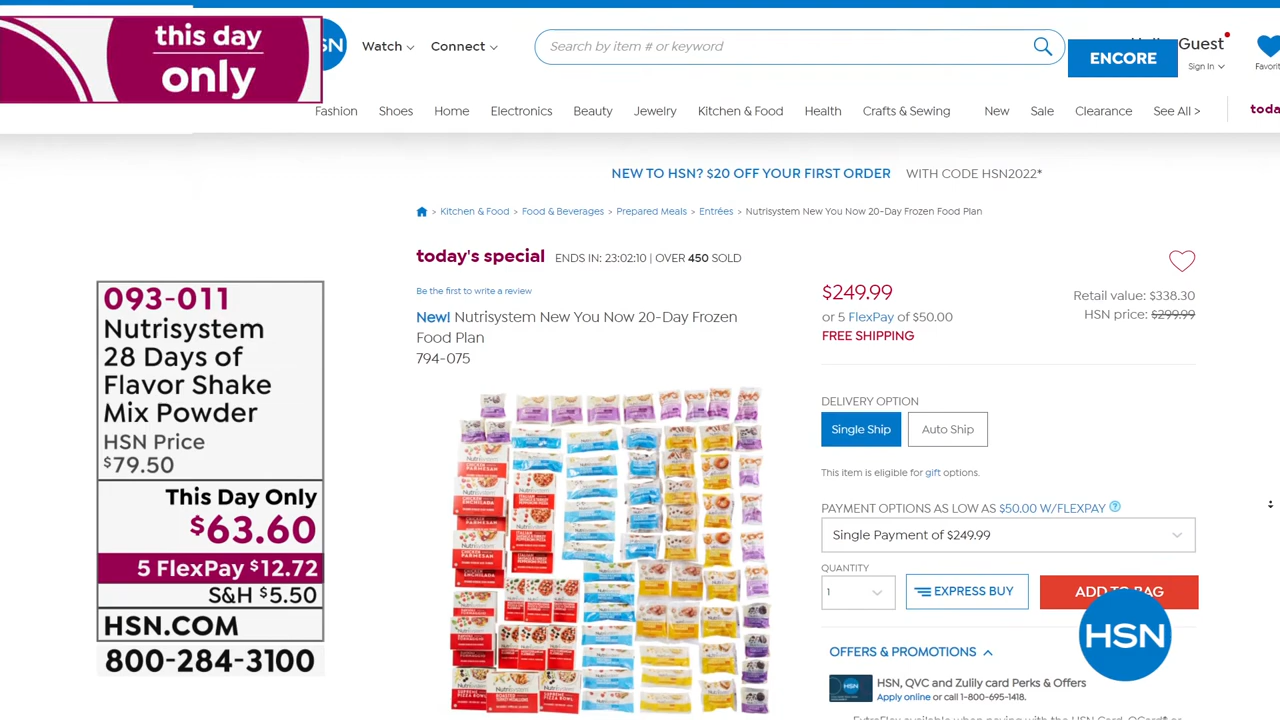 this day
only
SN
Watch
Connect
Search by item # or keyword
ENCORE
Guest
Sign In
Favorit
Fashion
Shoes
Home
Electronics
Beauty
Jewelry
Kitchen & Food
Health
Crafts & Sewing
New
Sale
Clearance
See All >
toda
NEW TO HSN? $20 OFF YOUR FIRST ORDER WITH CODE HSN2022*
> Kitchen & Food > Food & Beverages > Prepared Meals > Entrées > Nutrisystem New You Now 20-Day Frozen Food Plan
today's special ENDS IN: 23:02:10 | OVER 450 SOLD
Be the first to write a review
New! Nutrisystem New You Now 20-Day Frozen
Food Plan
794-075
$249.99
or 5 FlexPay of $50.00
FREE SHIPPING
Retail value: $338.30
HSN price: $299.99
093-011
Nutrisystem
28 Days of
Flavor Shake
Mix Powder
HSN Price
$79.50
This Day Only
$63.60
5 FlexPay $12.72
S&H $5.50
HSN.COM
800-284-3100
DELIVERY OPTION
Single Ship
Auto Ship
This item is eligible for gift options.
PAYMENT OPTIONS AS LOW AS $50.00 W/FLEXPAY ?
Single Payment of $249.99
QUANTITY
1
EXPRESS BUY
ADD TO BAG
HSN
OFFERS & PROMOTIONS
HSN
HSN, QVC and Zulily card Perks & Offers
Apply online or call 1-800-695-1418.